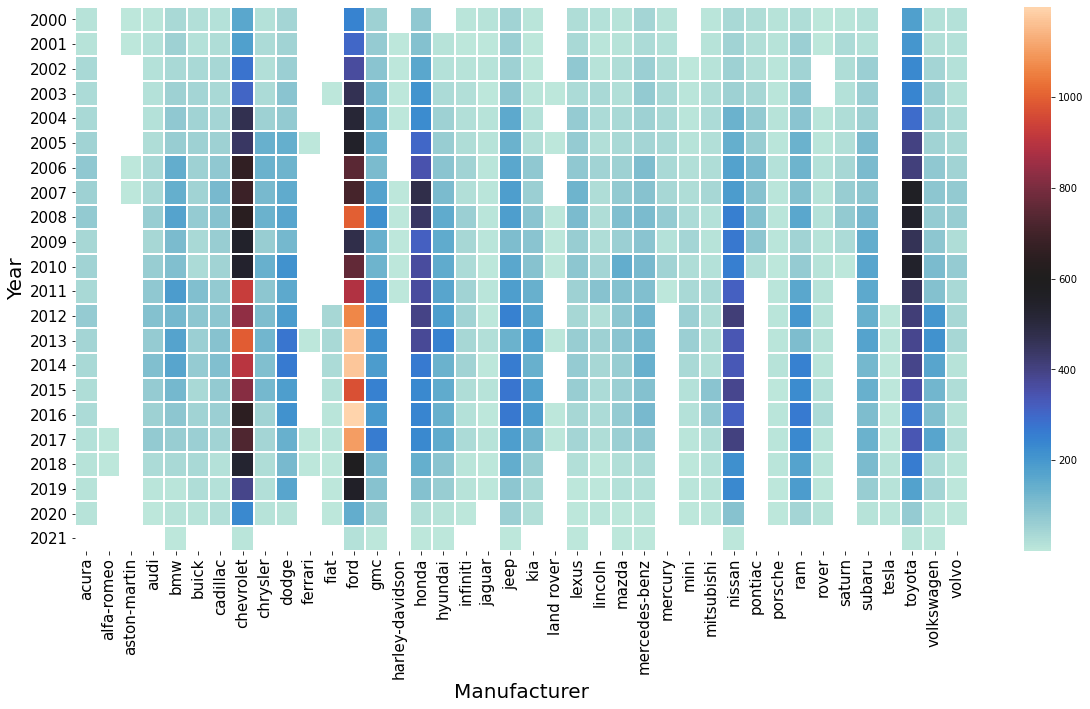 2000
2001
2002
2003
2004
2005
2006
2007
2008
2009
2010
2011
2012
2013
2014
2015
2016
2017
2018
2019
2020
2021
Year
acura
alfa-romeo
aston-martin
audi
bmw
buick
cadillac
chevrolet
chrysler
dodge
ferrari
fiat
ford
gmc
harley-davidson
honda
hyundai
infiniti
jaguar
jeep
kia
land rover
lexus
lincoln
mazda
mercedes-benz
mercury
mini
mitsubishi
nissan
pontiac
porsche
ram
rover
saturn
subaru
tesla
toyota
volkswagen
volvo
Manufacturer
1000
800
600
400
200